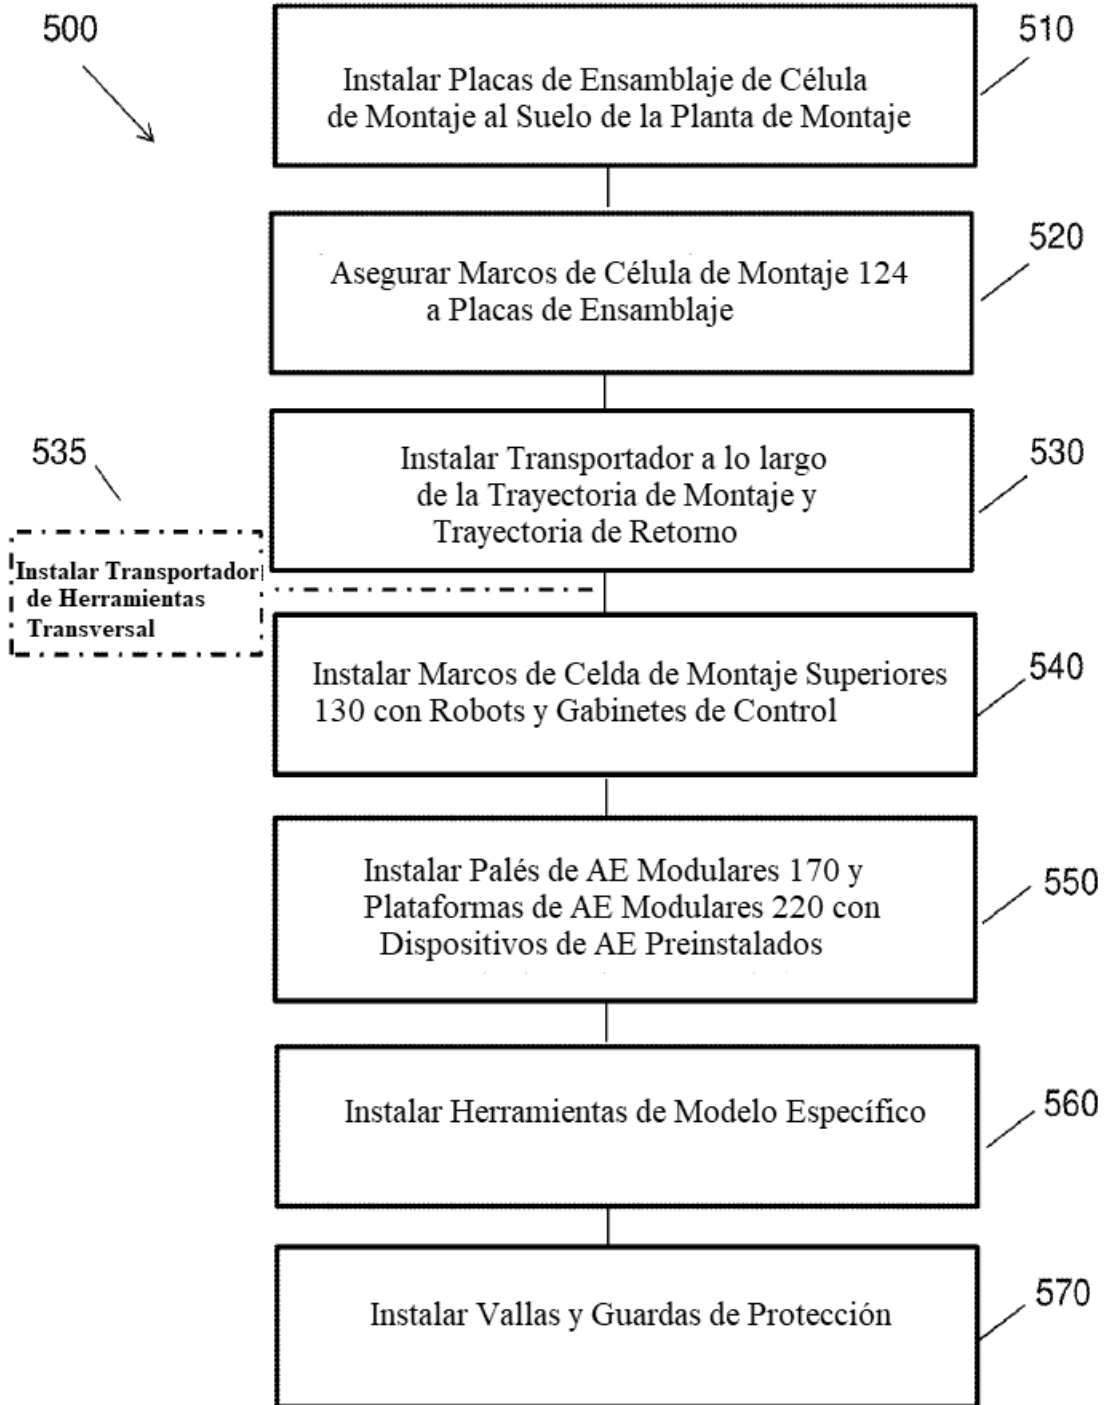 500
510
Instalar Placas de Ensamblaje de Célula
de Montaje al Suelo de la Planta de Montaje
520
Asegurar Marcos de Célula de Montaje 124
a Placas de Ensamblaje
530
Instalar Transportador a lo largo
de la Trayectoria de Montaje y
Trayectoria de Retorno
535
Instalar Transportador
de Herramientas
Transversal
540
Instalar Marcos de Celda de Montaje Superiores
130 con Robots y Gabinetes de Control
550
Instalar Palés de AE Modulares 170 y
Plataformas de AE Modulares 220 con
Dispositivos de AE Preinstalados
560
Instalar Herramientas de Modelo Específico
570
Instalar Vallas y Guardas de Protección